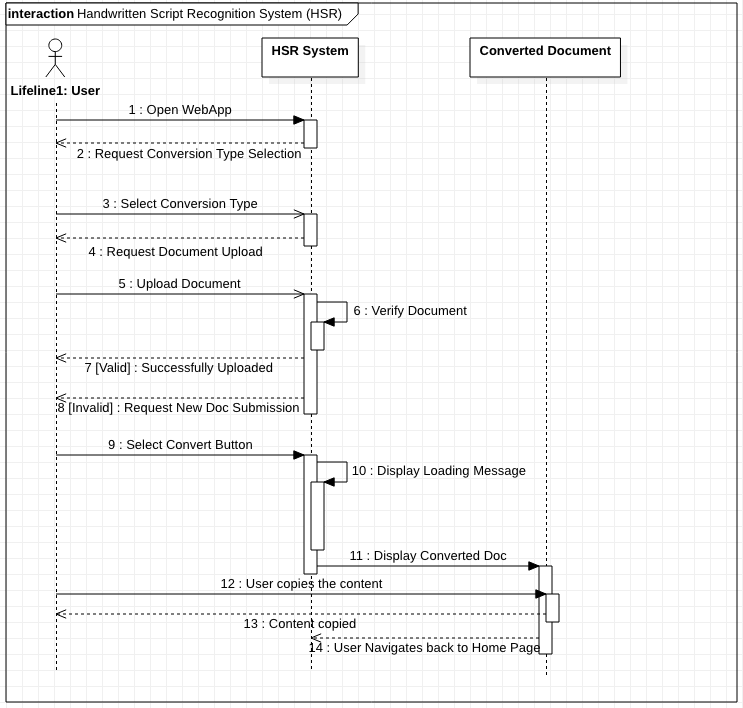 interaction Handwritten Script Recognition System (HSR)
HSR System
Converted Document
Lifeline1: User
1 : Open WebApp
2 : Request Conversion Type Selection
3 : Select Conversion Type
4 : Request Document Upload
5 : Upload Document
6 : Verify Document
7 [Valid] : Successfully Uploaded
8 [Invalid] : Request New Doc Submission
9 : Select Convert Button
10 : Display Loading Message
11 : Display Converted Doc
12 : User copies the content
13 : Content copied
14 : User Navigates back to Home Page